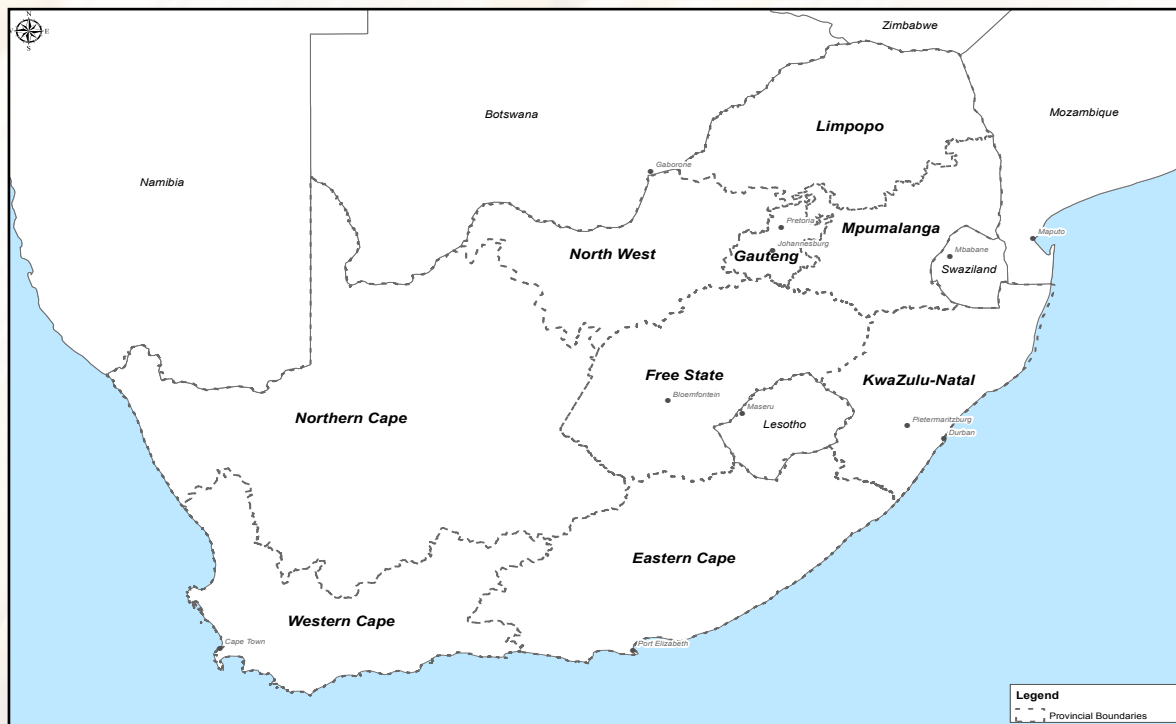 N
W E
S
Zimbabwe
Mozambique
Botswana
Limpopo
Gaborone
Namibia
Pretoria
Mpumalanga
Maputo
Johannesburg
North West
Gauteng
Mbabane
Swaziland
Free State
KwaZulu-Natal
Bloemfontein
Maseru
Northern Cape
Lesotho
Pietermaritzburg
Durban
Eastern Cape
Western Cape
Cape Town
Port Elizabeth
Legend
Provincial Boundaries